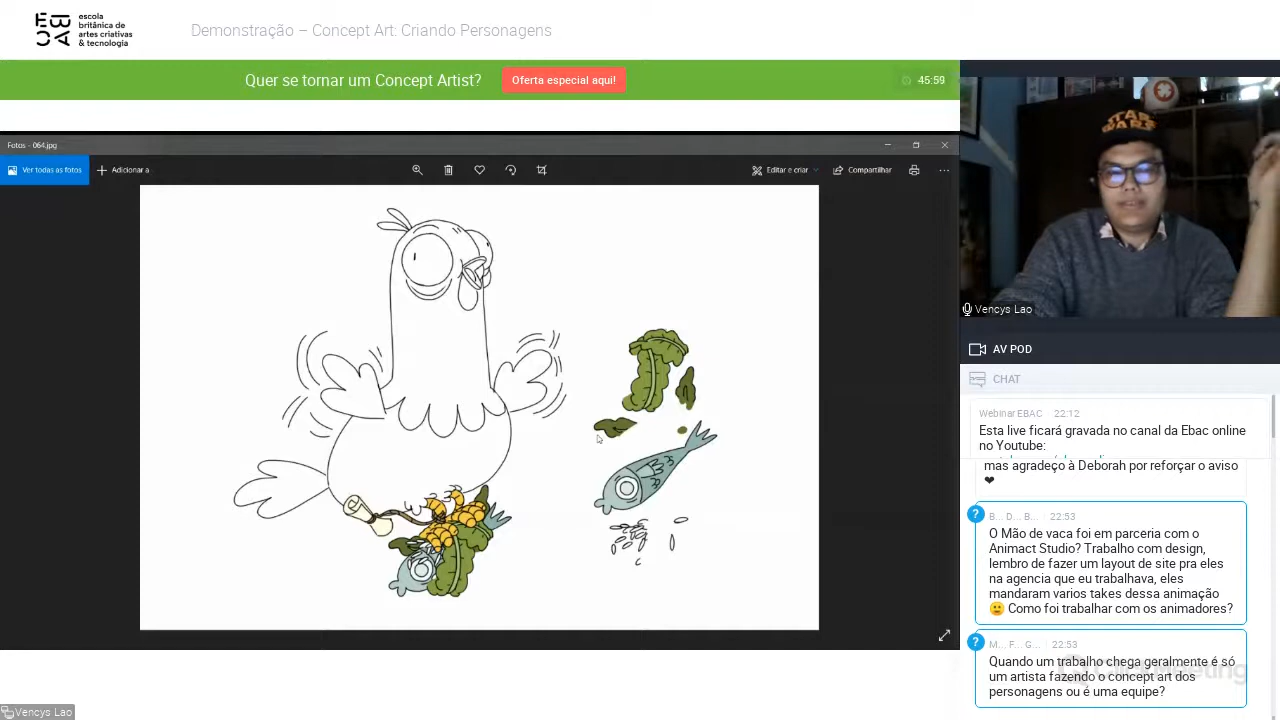 EBAC
escola
britânica de
artes criativas
& tecnologia
Demonstração – Concept Art: Criando Personagens
Quer se tornar um Concept Artist?
Oferta especial aqui!
45:59
Fotos - 064.jpg
Ver todas as fotos
Adicionar a
Editar e criar
Compartilhar
STAR
WARS
Vencys Lao
AV POD
CHAT
Webinar EBAC 22:12
Esta live ficará gravada no canal da Ebac online
no Youtube:
mas agradeço à Deborah por reforçar o aviso
❤
? B... D... B... 22:53
O Mão de vaca foi em parceria com o
Animact Studio? Trabalho com design,
lembro de fazer um layout de site pra eles
na agencia que eu trabalhava, eles
mandaram varios takes dessa animação
🙂 Como foi trabalhar com os animadores?
? M... F... G... 22:53
Quando um trabalho chega geralmente é só
um artista fazendo o concept art dos
personagens ou é uma equipe?
Vencys Lao